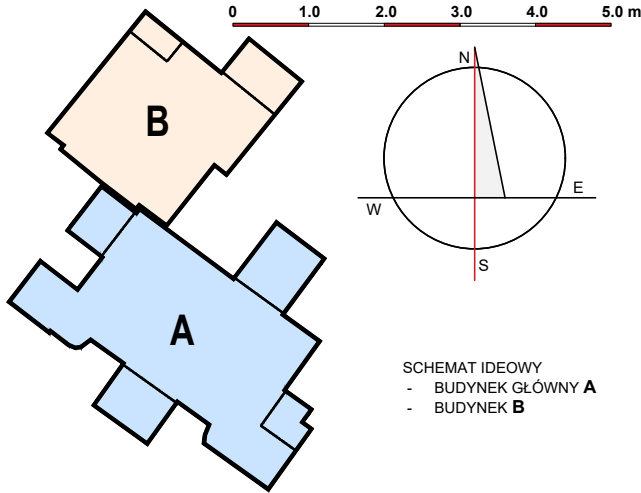 0 1.0 2.0 3.0 4.0 5.0 m
N
B
E
W
S
A
SCHEMAT IDEOWY
- BUDYNEK GŁÓWNY A
- BUDYNEK B